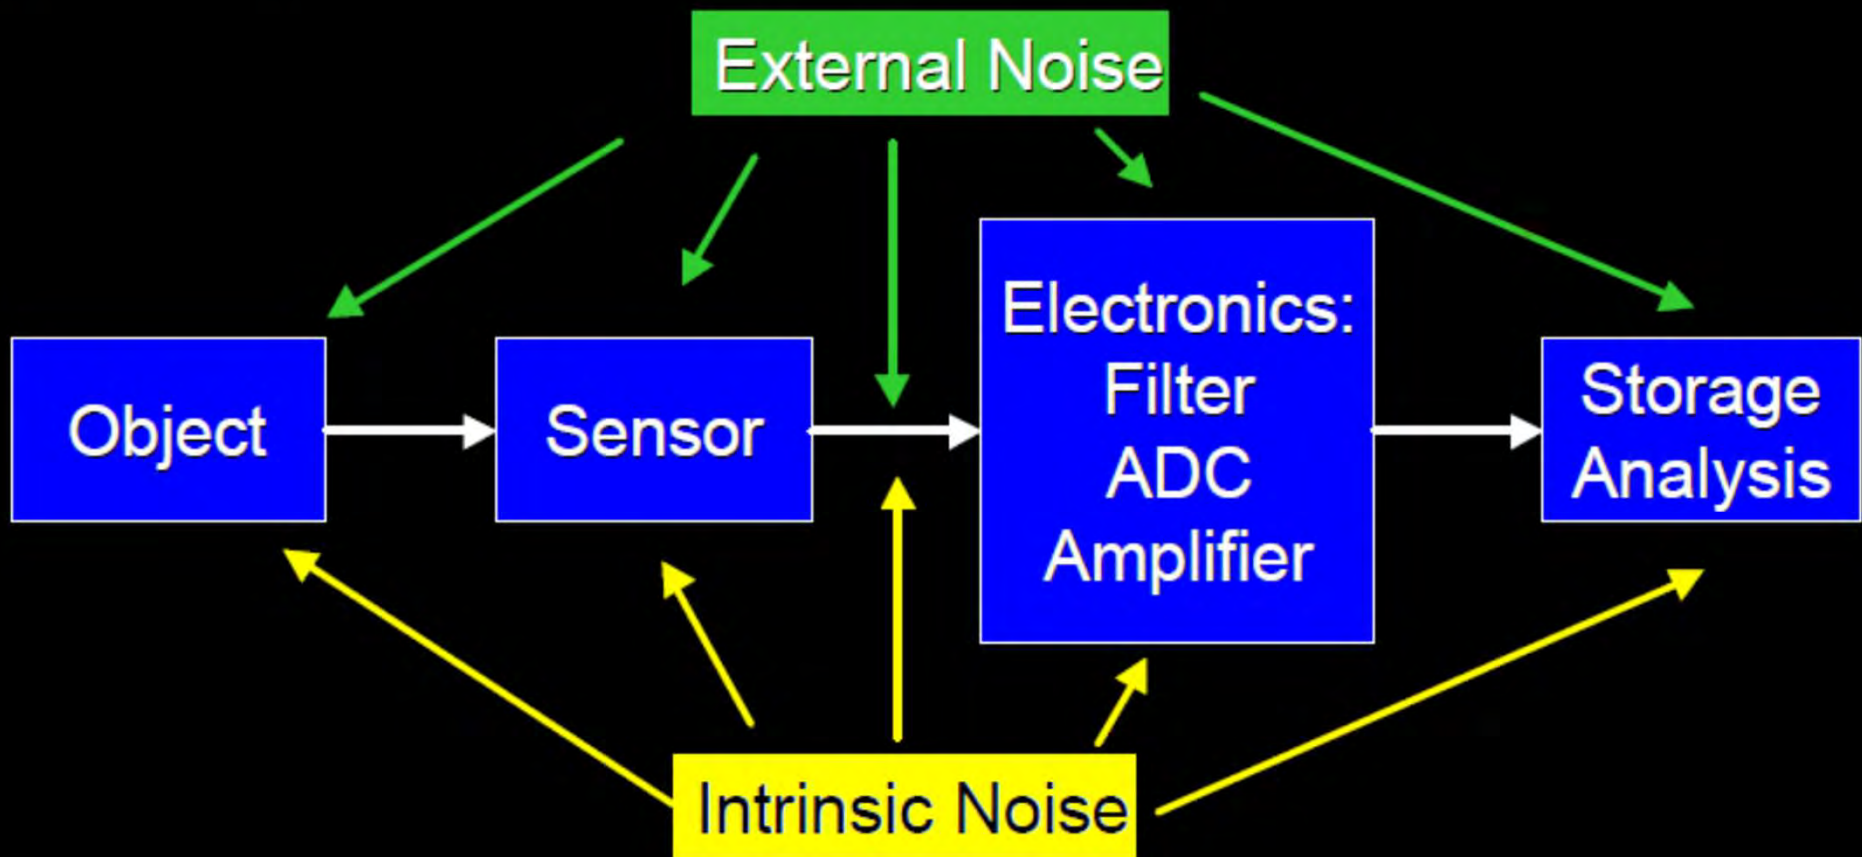 External Noise
Object
Sensor
Electronics:
Filter
ADC
Amplifier
Storage
Analysis
Intrinsic Noise